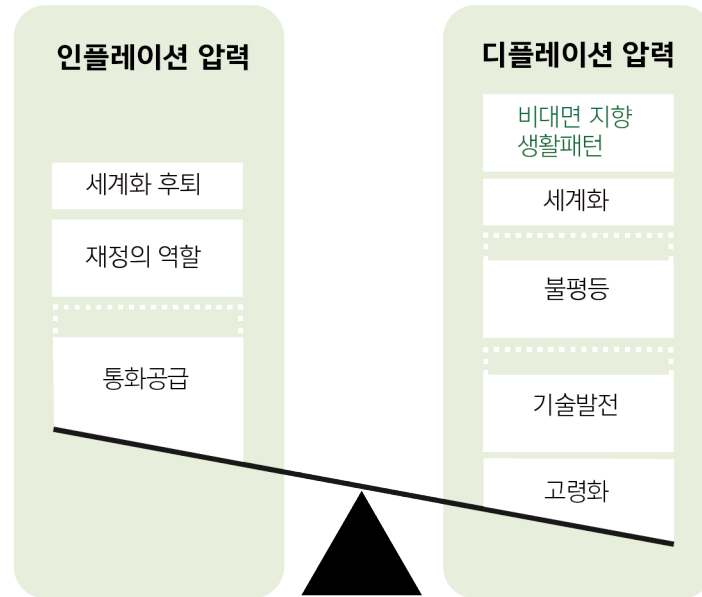 인플레이션 압력
세계화 후퇴
재정의 역할
통화공급
디플레이션 압력
비대면 지향
생활패턴
세계화
불평등
기술발전
고령화